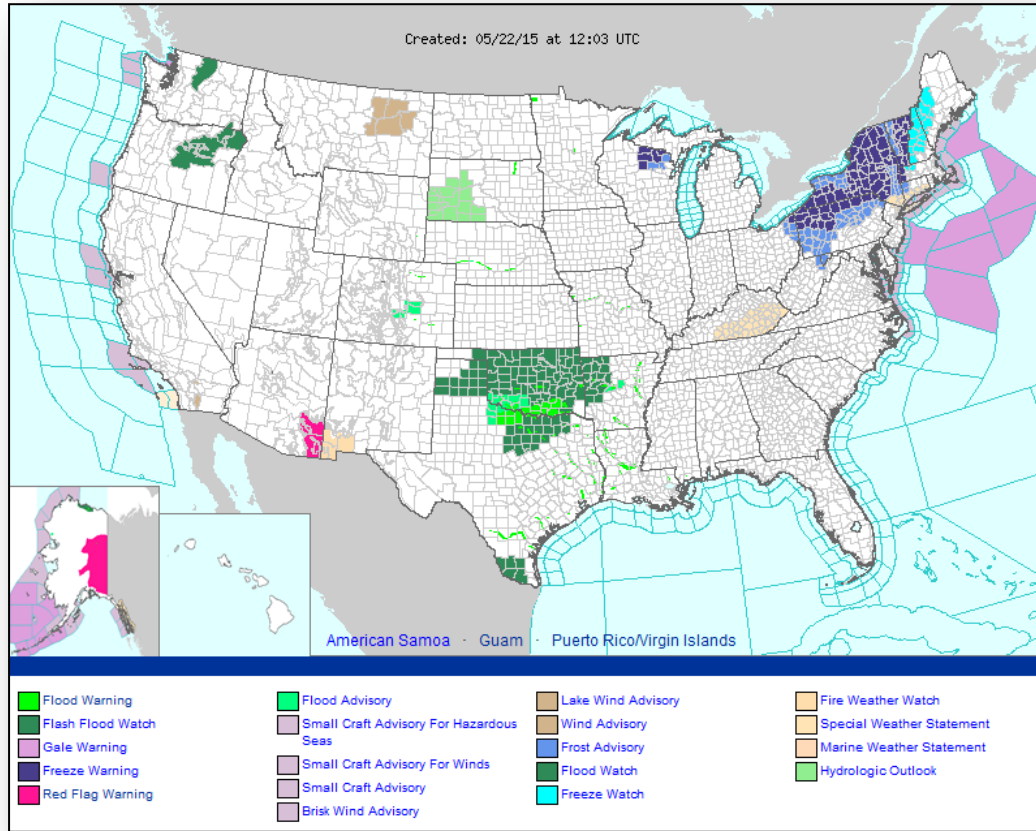 Created: 05/22/15 at 12:03 UTC
American Samoa · Guam · Puerto Rico/Virgin Islands
Flood Warning
Flash Flood Watch
Gale Warning
Freeze Warning
Red Flag Warning
Flood Advisory
Small Craft Advisory For Hazardous
Seas
Small Craft Advisory For Winds
Small Craft Advisory
Brisk Wind Advisory
Lake Wind Advisory
Wind Advisory
Frost Advisory
Flood Watch
Freeze Watch
Fire Weather Watch
Special Weather Statement
Marine Weather Statement
Hydrologic Outlook